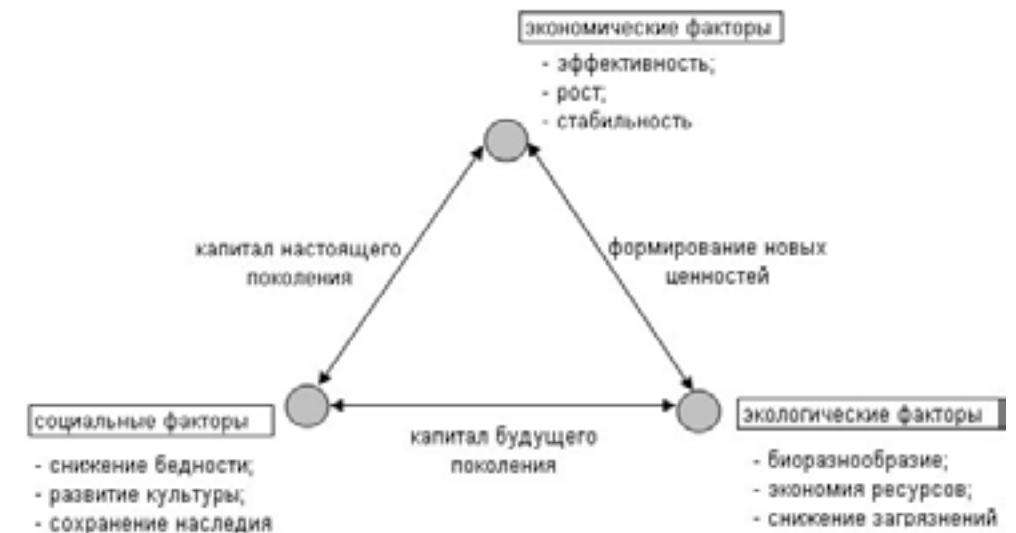 экономические факторы
- эффективность;
- рост;
- стабильность
капитал настоящего
поколения
формирование новых
ценностей
социальные факторы
- снижение бедности;
- развитие культуры;
- сохранение наследия
капитал будущего
поколения
экологические факторы
- биоразнообразие;
- экономия ресурсов;
- снижение загрязнений